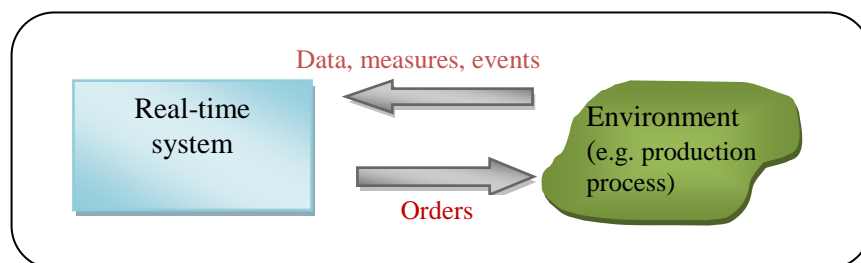 Data, measures, events
Real-time
system
Environment
(e.g. production
process)
Orders